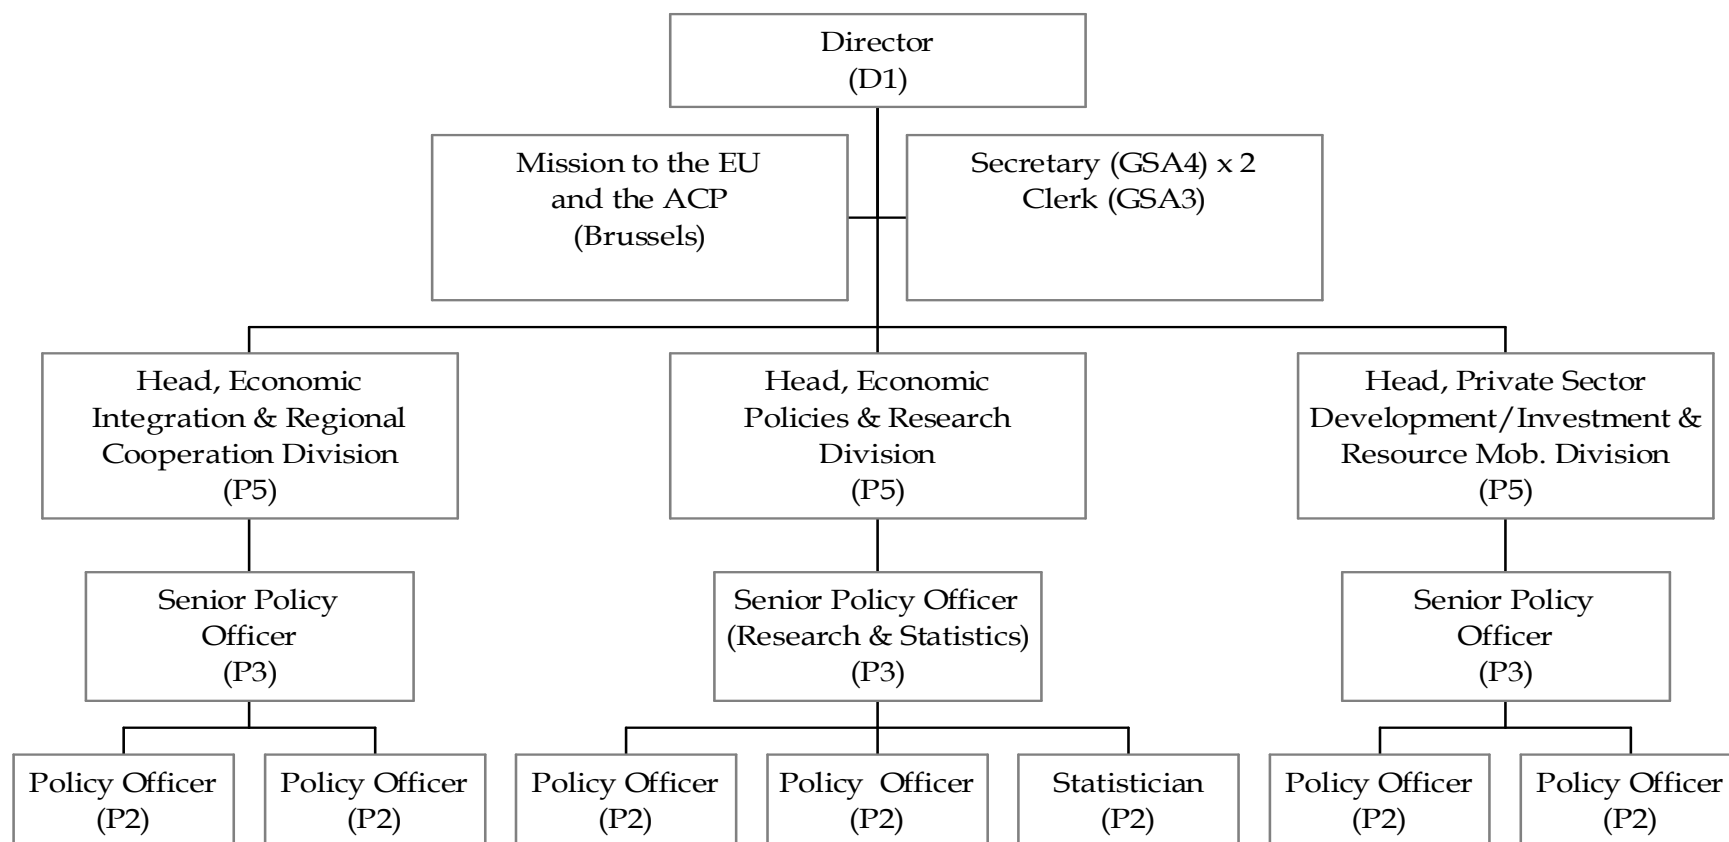 Director
(D1)
Mission to the EU
and the ACP
(Brussels)
Secretary (GSA4) x 2
Clerk (GSA3)
Head, Economic
Integration & Regional
Cooperation Division
(P5)
Head, Economic
Policies & Research
Division
(P5)
Head, Private Sector
Development/Investment &
Resource Mob. Division
(P5)
Senior Policy
Officer
(P3)
Senior Policy Officer
(Research & Statistics)
(P3)
Senior Policy
Officer
(P3)
Policy Officer
(P2)
Policy Officer
(P2)
Policy Officer
(P2)
Policy  Officer
(P2)
Statistician
(P2)
Policy Officer
(P2)
Policy Officer
(P2)